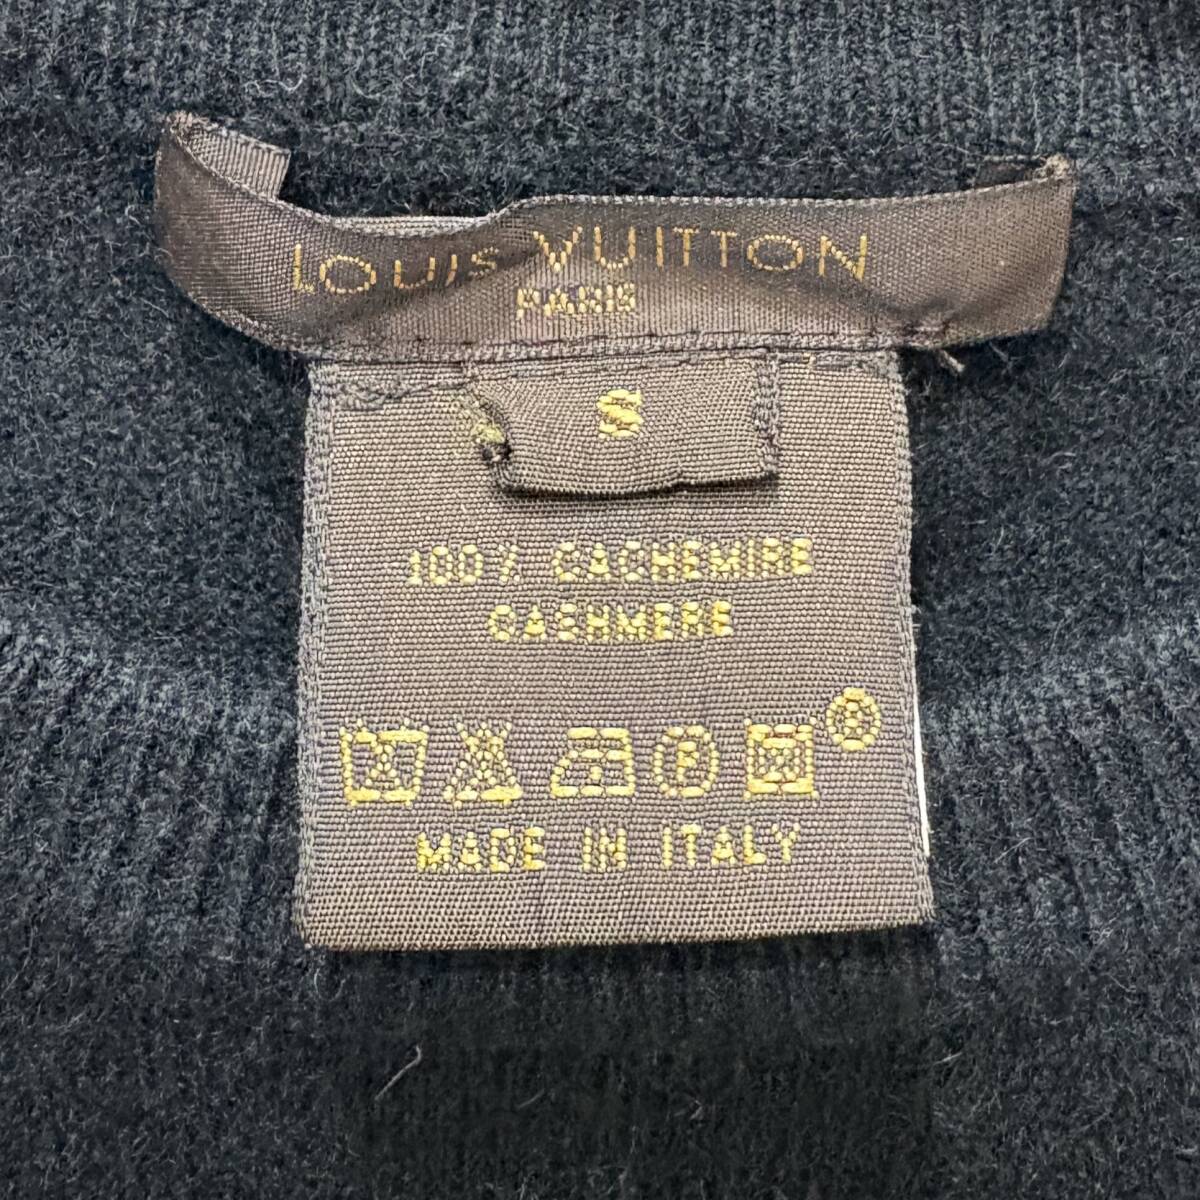 LOUIS VUITTON
PARIS
S
100% CACHEMIRE
CASHMERE
P
®
MADE IN ITALY